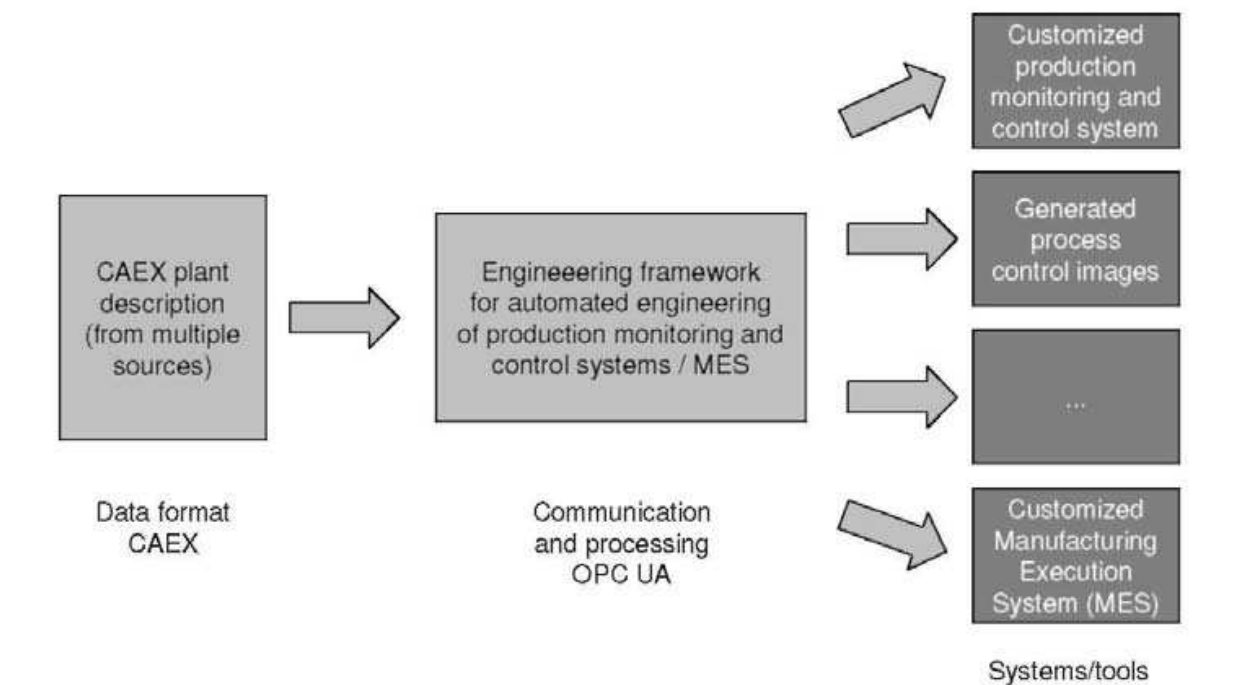 CAEX plant
description
(from multiple
sources)
Data format
CAEX
Engineeering framework
for automated engineering
of production monitoring and
control systems / MES
Communication
and processing
OPC UA
Customized
production
monitoring and
control system
Generated
process
control images
...
Customized
Manufacturing
Execution
System (MES)
Systems/tools